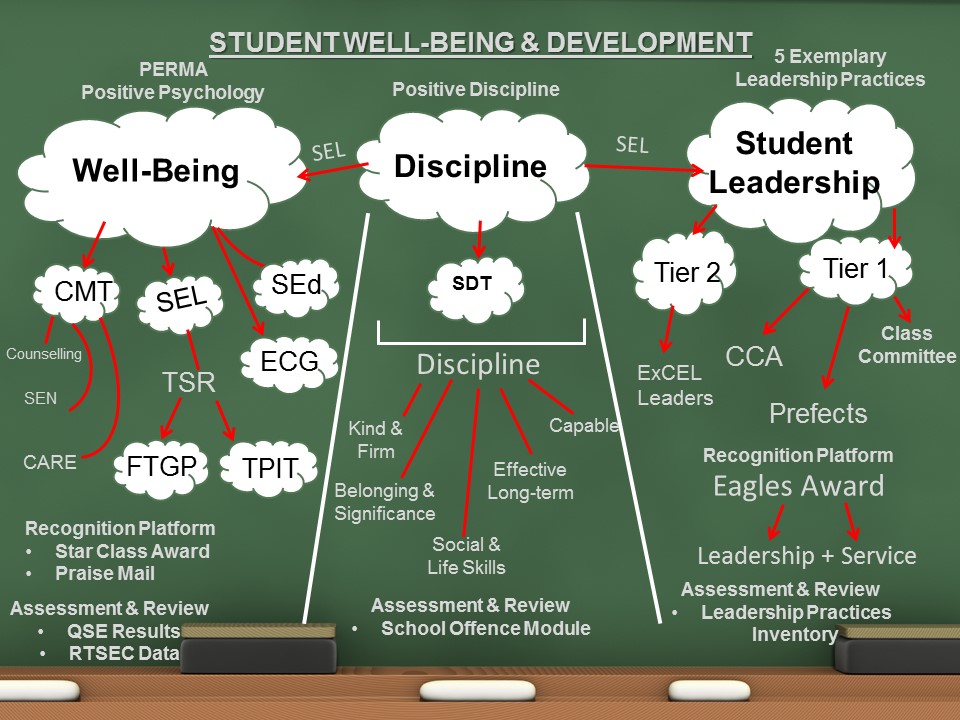 STUDENT WELL-BEING & DEVELOPMENT
PERMA
Positive Psychology
Well-Being
SEL
CMT
SEL
SEd
ECG
Counselling
SEN
CARE
TSR
FTGP
TPIT
Recognition Platform
• Star Class Award
• Praise Mail
Assessment & Review
• QSE Results
• RTSEC Data
Positive Discipline
Discipline
SEL
SDT
Discipline
Kind &
Firm
Belonging &
Significance
Social &
Life Skills
Effective
Long-term
Capable
Assessment & Review
• School Offence Module
5 Exemplary
Leadership Practices
Student
Leadership
Tier 2
Tier 1
ExCEL
Leaders
CCA
Prefects
Class
Committee
Recognition Platform
Eagles Award
Leadership + Service
Assessment & Review
• Leadership Practices
Inventory